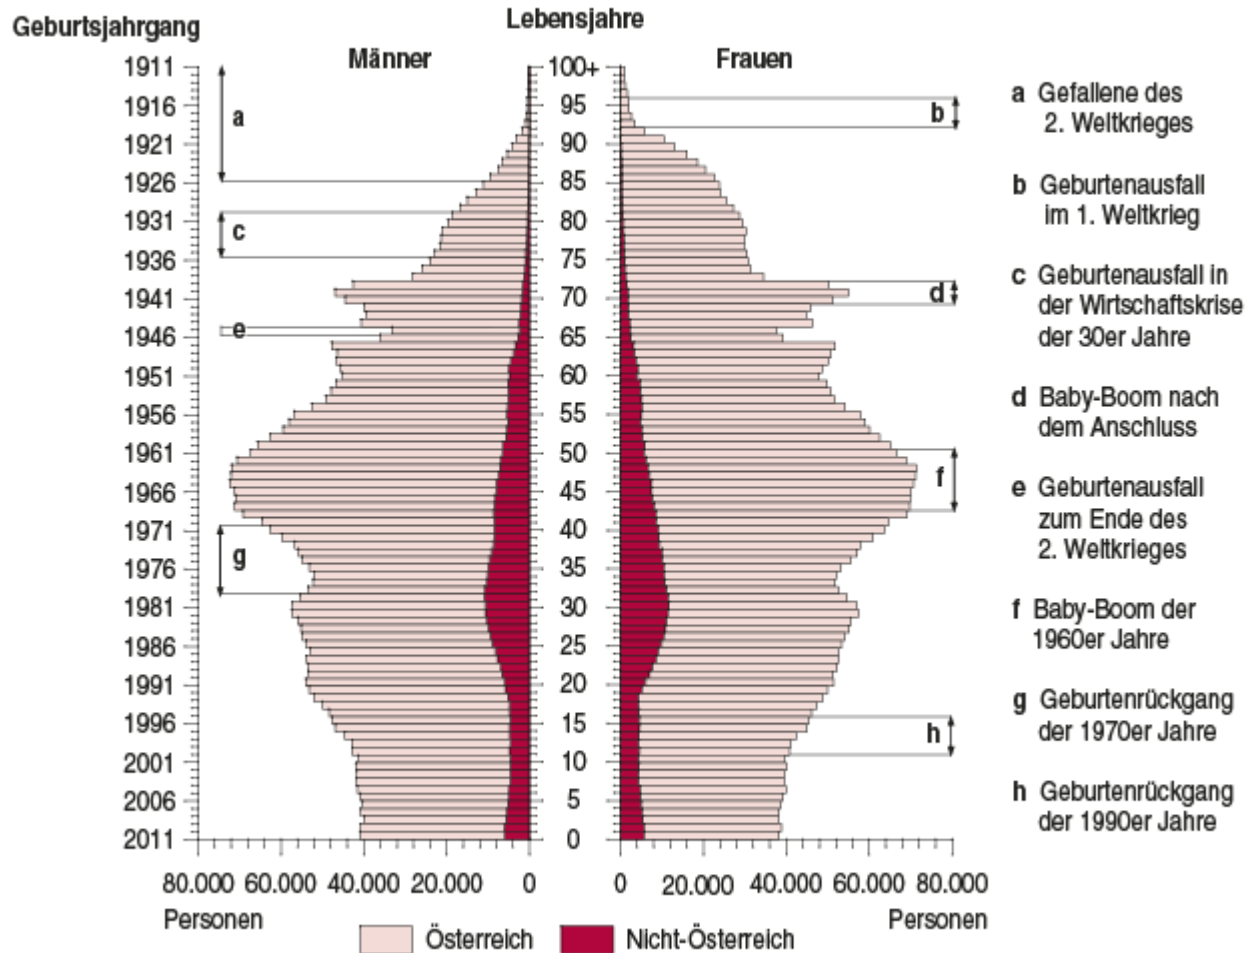 Geburtsjahrgang
Lebensjahre
Männer
Frauen
1911
1916
1921
1926
1931
1936
1941
1946
1951
1956
1961
1966
1971
1976
1981
1986
1991
1996
2001
2006
2011
a
c
e
g
100+
95
90
85
80
75
70
65
60
55
50
45
40
35
30
25
20
15
10
5
0
b
d
f
h
80.000 60.000 40.000 20.000 0
Personen
0 20.000 40.000 60.000 80.000
Personen
Österreich
Nicht-Österreich
a Gefallene des
2. Weltkrieges
b Geburtenausfall
im 1. Weltkrieg
c Geburtenausfall in
der Wirtschaftskrise
der 30er Jahre
d Baby-Boom nach
dem Anschluss
e Geburtenausfall
zum Ende des
2. Weltkrieges
f Baby-Boom der
1960er Jahre
g Geburtenrückgang
der 1970er Jahre
h Geburtenrückgang
der 1990er Jahre